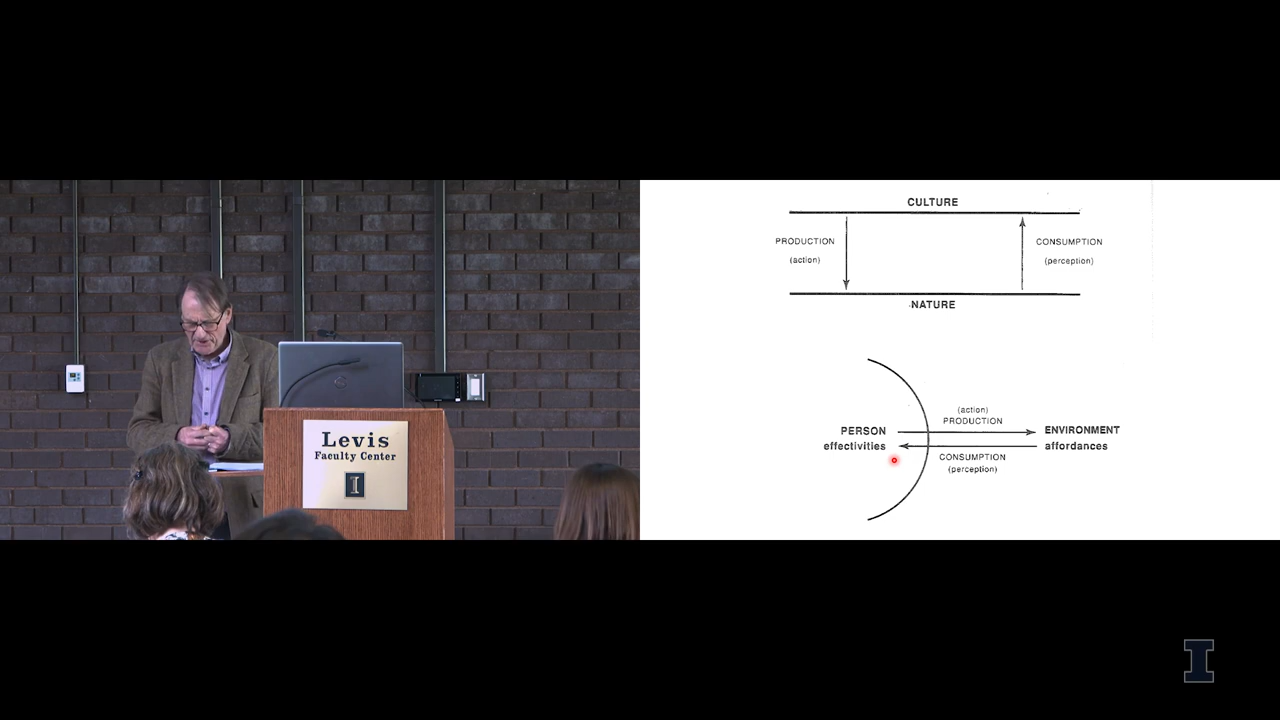 Levis
Faculty Center
I
CULTURE
PRODUCTION
(action)
CONSUMPTION
(perception)
NATURE
(action)
PRODUCTION
PERSON
effectivities
ENVIRONMENT
affordances
CONSUMPTION
(perception)
I